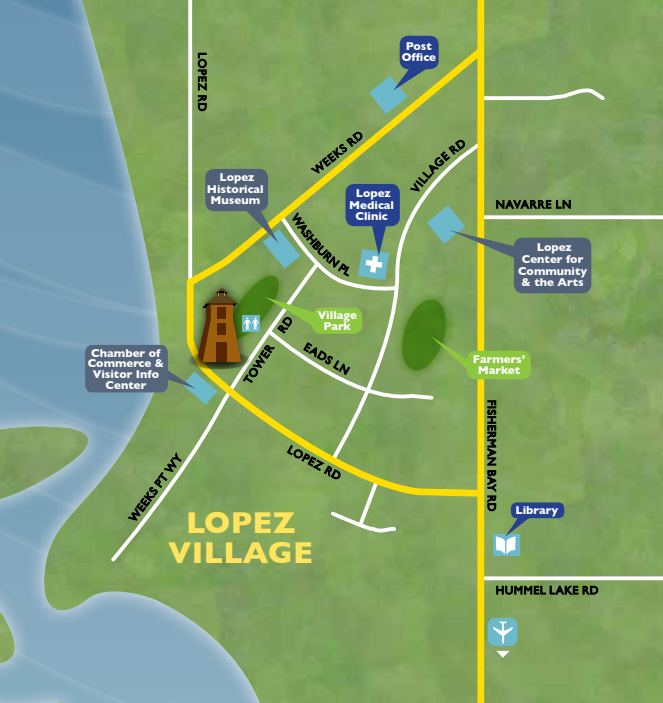 Post
Office
LOPEZ RD
WEEKS RD
VILLAGE RD
Lopez
Historical
Museum
Lopez
Medical
Clinic
NAVARRE LN
WASHBURN PL
Lopez
Center for
Community
& the Arts
Village
Park
TOWER RD
EADS LN
Chamber of
Commerce &
Visitor Info
Center
Farmers'
Market
FISHERMAN BAY RD
LOPEZ RD
WEEKS PT WY
LOPEZ
VILLAGE
Library
HUMMEL LAKE RD